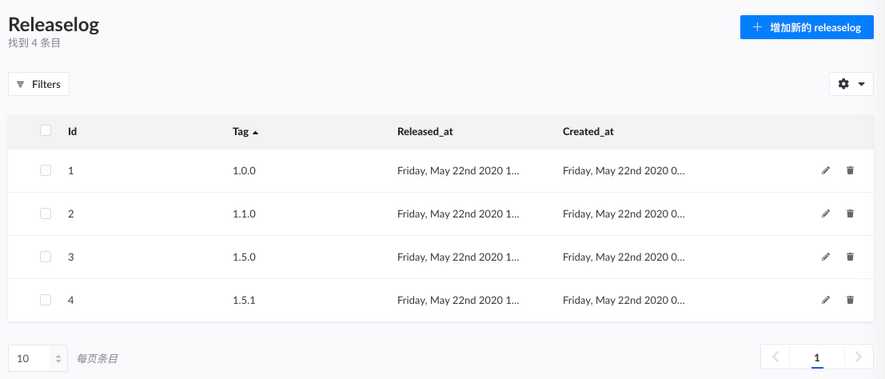 Releaselog
找到 4 条目
增加新的 releaselog
Filters
Id Tag Released_at Created_at
1 1.0.0 Friday, May 22nd 2020 1... Friday, May 22nd 2020 0...
2 1.1.0 Friday, May 22nd 2020 1... Friday, May 22nd 2020 0...
3 1.5.0 Friday, May 22nd 2020 1... Friday, May 22nd 2020 0...
4 1.5.1 Friday, May 22nd 2020 1... Friday, May 22nd 2020 0...
10 每页条目 1